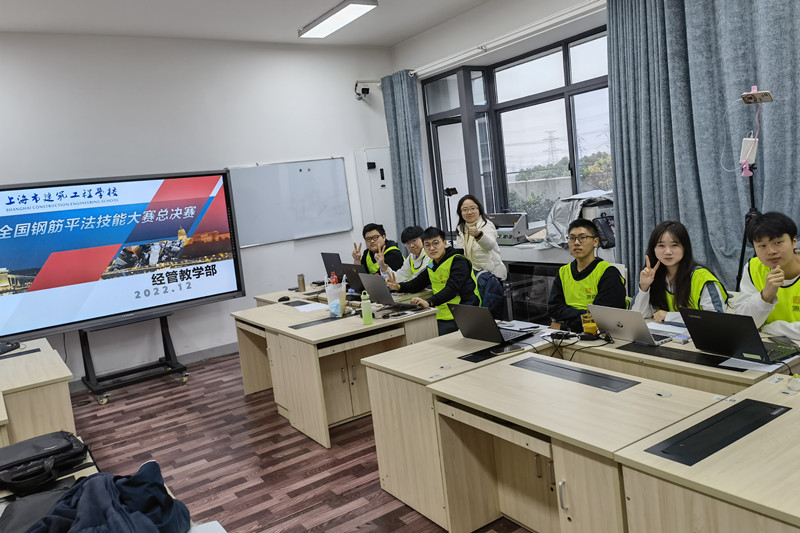 上海市建筑工程学校
SHANGHAI CONSTRUCTION ENGINEERING SCHOOL
全国钢筋平法技能大赛总决赛
经管教学部
2022.12